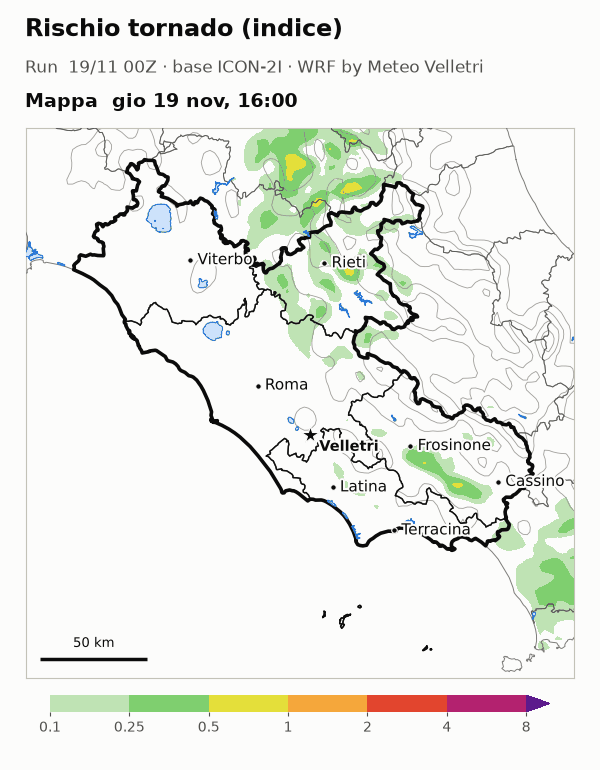 Rischio tornado (indice)
Run 19/11 00Z · base ICON-2I · WRF by Meteo Velletri
Mappa gio 19 nov, 16:00
Viterbo
Rieti
Roma
Velletri
Frosinone
Latina
Cassino
Terracina
50 km
0.1 0.25 0.5 1 2 4 8